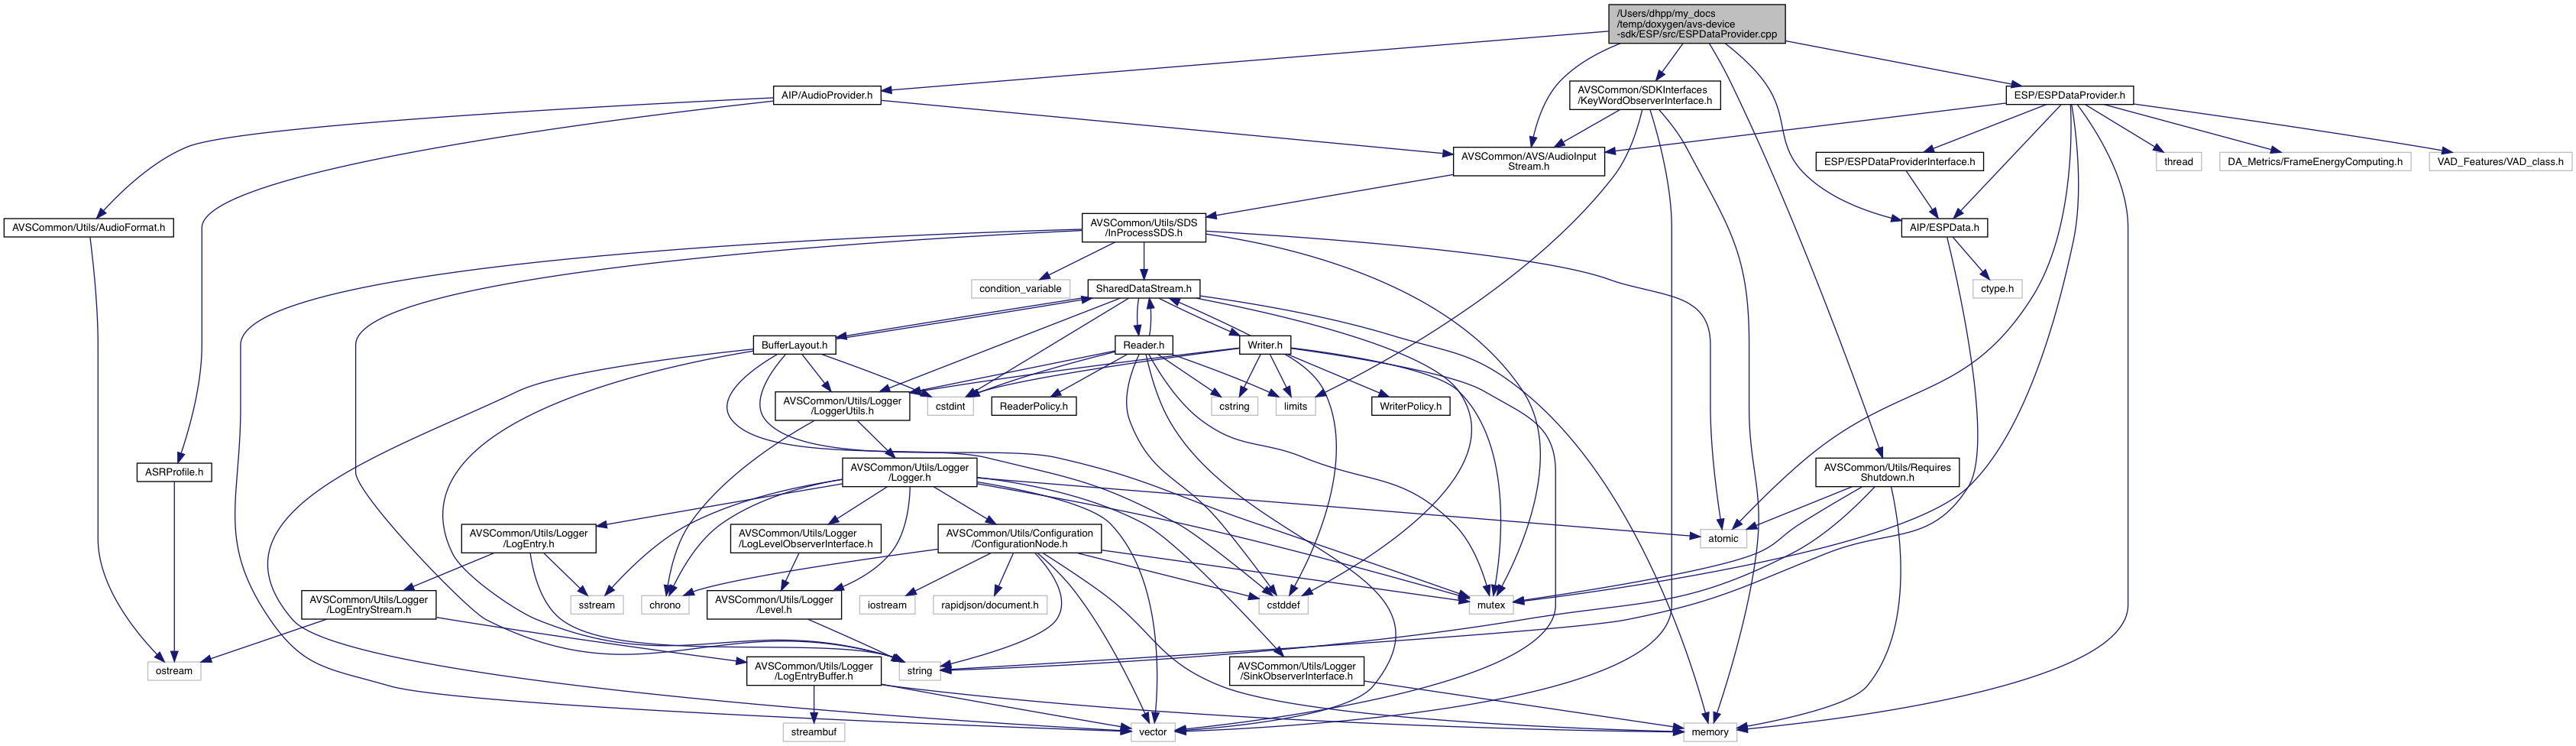 /Users/dhpp/my_docs
/temp/doxygen/avs-device
-sdk/ESP/src/ESPDataProvider.cpp
AIP/AudioProvider.h
AVSCommon/SDKInterfaces
/KeyWordObserverInterface.h
ESP/ESPDataProvider.h
AVSCommon/AVS/AudioInput
Stream.h
ESP/ESPDataProviderInterface.h
thread
DA_Metrics/FrameEnergyComputing.h
VAD_Features/VAD_class.h
AVSCommon/Utils/AudioFormat.h
AVSCommon/Utils/SDS
/InProcessSDS.h
AIP/ESPData.h
condition_variable
SharedDataStream.h
ctype.h
BufferLayout.h
Reader.h
Writer.h
AVSCommon/Utils/Logger
/LoggerUtils.h
cstdint
ReaderPolicy.h
cstring
limits
WriterPolicy.h
ASRProfile.h
AVSCommon/Utils/Logger
/Logger.h
AVSCommon/Utils/Requires
Shutdown.h
AVSCommon/Utils/Logger
/LogEntry.h
AVSCommon/Utils/Logger
/LogLevelObserverInterface.h
AVSCommon/Utils/Configuration
/ConfigurationNode.h
atomic
AVSCommon/Utils/Logger
/LogEntryStream.h
sstream
chrono
AVSCommon/Utils/Logger
/Level.h
iostream
rapidjson/document.h
cstddef
mutex
ostream
AVSCommon/Utils/Logger
/LogEntryBuffer.h
string
AVSCommon/Utils/Logger
/SinkObserverInterface.h
streambuf
vector
memory